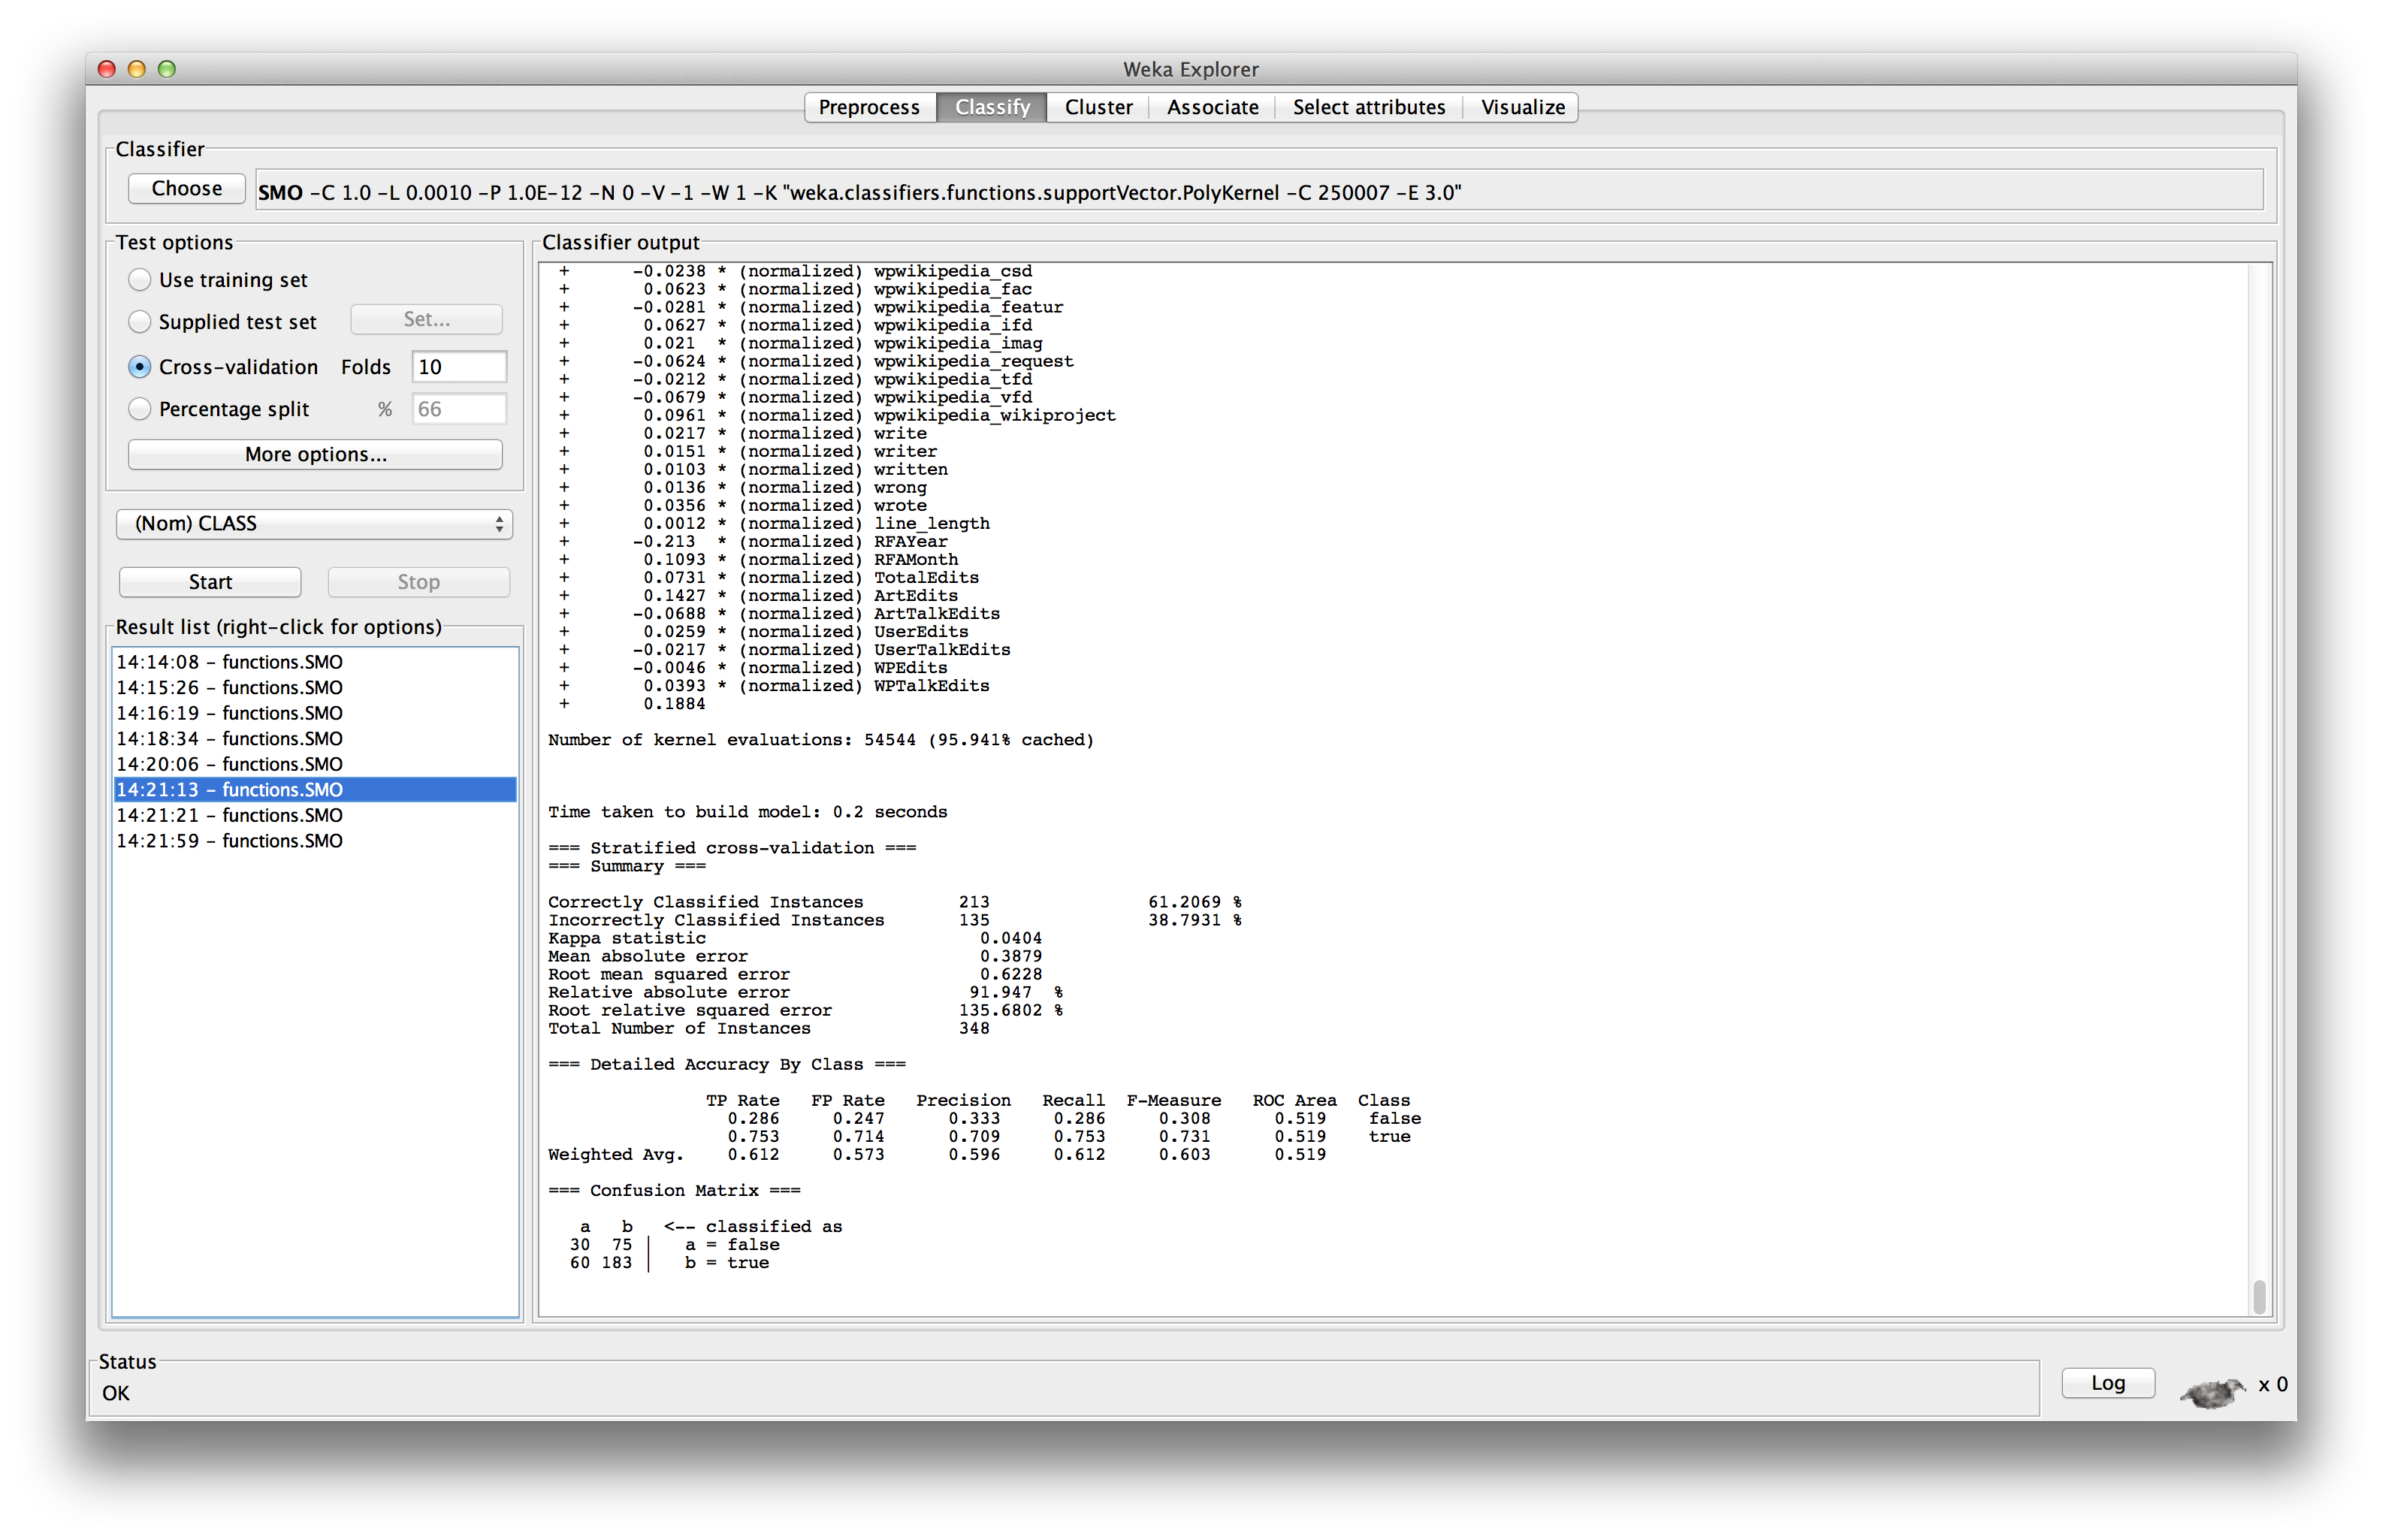 Weka Explorer
Preprocess Classify Cluster Associate Select attributes Visualize
Classifier
Choose SMO -C 1.0 -L 0.0010 -P 1.0E-12 -N 0 -V -1 -W 1 -K "weka.classifiers.functions.supportVector.PolyKernel -C 250007 -E 3.0"
Test options
Use training set
Supplied test set Set...
Cross-validation Folds 10
Percentage split % 66
More options...
(Nom) CLASS
Start Stop
Result list (right-click for options)
14:14:08 - functions.SMO
14:15:26 - functions.SMO
14:16:19 - functions.SMO
14:18:34 - functions.SMO
14:20:06 - functions.SMO
14:21:13 - functions.SMO
14:21:21 - functions.SMO
14:21:59 - functions.SMO
Classifier output
+ -0.0238 * (normalized) wpwikipedia_csd
+ 0.0623 * (normalized) wpwikipedia_fac
+ -0.0281 * (normalized) wpwikipedia_featur
+ 0.0627 * (normalized) wpwikipedia_ifd
+ 0.021 * (normalized) wpwikipedia_imag
+ -0.0624 * (normalized) wpwikipedia_request
+ -0.0212 * (normalized) wpwikipedia_tfd
+ -0.0679 * (normalized) wpwikipedia_vfd
+ 0.0961 * (normalized) wpwikipedia_wikiproject
+ 0.0217 * (normalized) write
+ 0.0151 * (normalized) writer
+ 0.0103 * (normalized) written
+ 0.0136 * (normalized) wrong
+ 0.0356 * (normalized) wrote
+ 0.0012 * (normalized) line_length
+ -0.213 * (normalized) RFAYear
+ 0.1093 * (normalized) RFAMonth
+ 0.0731 * (normalized) TotalEdits
+ 0.1427 * (normalized) ArtEdits
+ -0.0688 * (normalized) ArtTalkEdits
+ 0.0259 * (normalized) UserEdits
+ -0.0217 * (normalized) UserTalkEdits
+ -0.0046 * (normalized) WPEdits
+ 0.0393 * (normalized) WPTalkEdits
+ 0.1884
Number of kernel evaluations: 54544 (95.941% cached)
Time taken to build model: 0.2 seconds
=== Stratified cross-validation ===
=== Summary ===
Correctly Classified Instances 213 61.2069 %
Incorrectly Classified Instances 135 38.7931 %
Kappa statistic 0.0404
Mean absolute error 0.3879
Root mean squared error 0.6228
Relative absolute error 91.947 %
Root relative squared error 135.6802 %
Total Number of Instances 348
=== Detailed Accuracy By Class ===
TP Rate FP Rate Precision Recall F-Measure ROC Area Class
0.286 0.247 0.333 0.286 0.308 0.519 false
0.753 0.714 0.709 0.753 0.731 0.519 true
Weighted Avg. 0.612 0.573 0.596 0.612 0.603 0.519
=== Confusion Matrix ===
a b <-- classified as
30 75 | a = false
60 183 | b = true
Status
OK
Log x 0